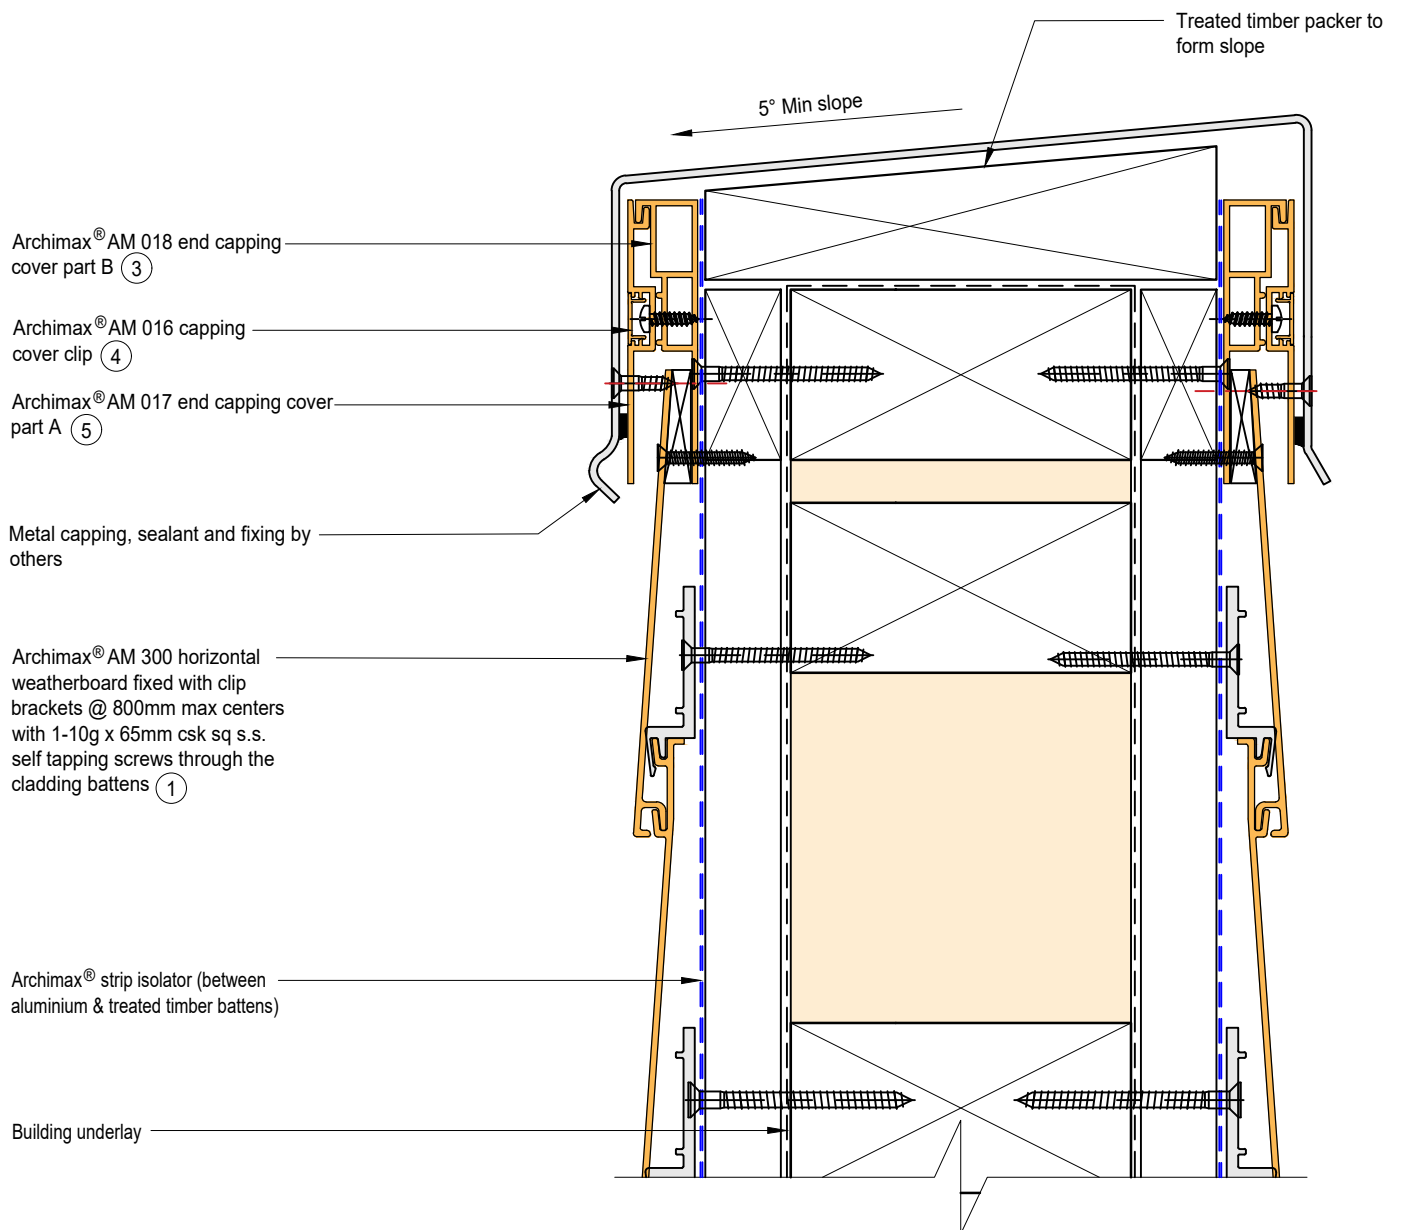 Treated timber packer to
form slope
5° Min slope
Archimax® AM 018 end capping
cover part B 3
Archimax® AM 016 capping
cover clip 4
Archimax® AM 017 end capping cover
part A 5
Metal capping, sealant and fixing by
others
Archimax® AM 300 horizontal
weatherboard fixed with clip
brackets @ 800mm max centers
with 1-10g x 65mm csk sq s.s.
self tapping screws through the
cladding battens 1
Archimax® strip isolator (between
aluminium & treated timber battens)
Building underlay